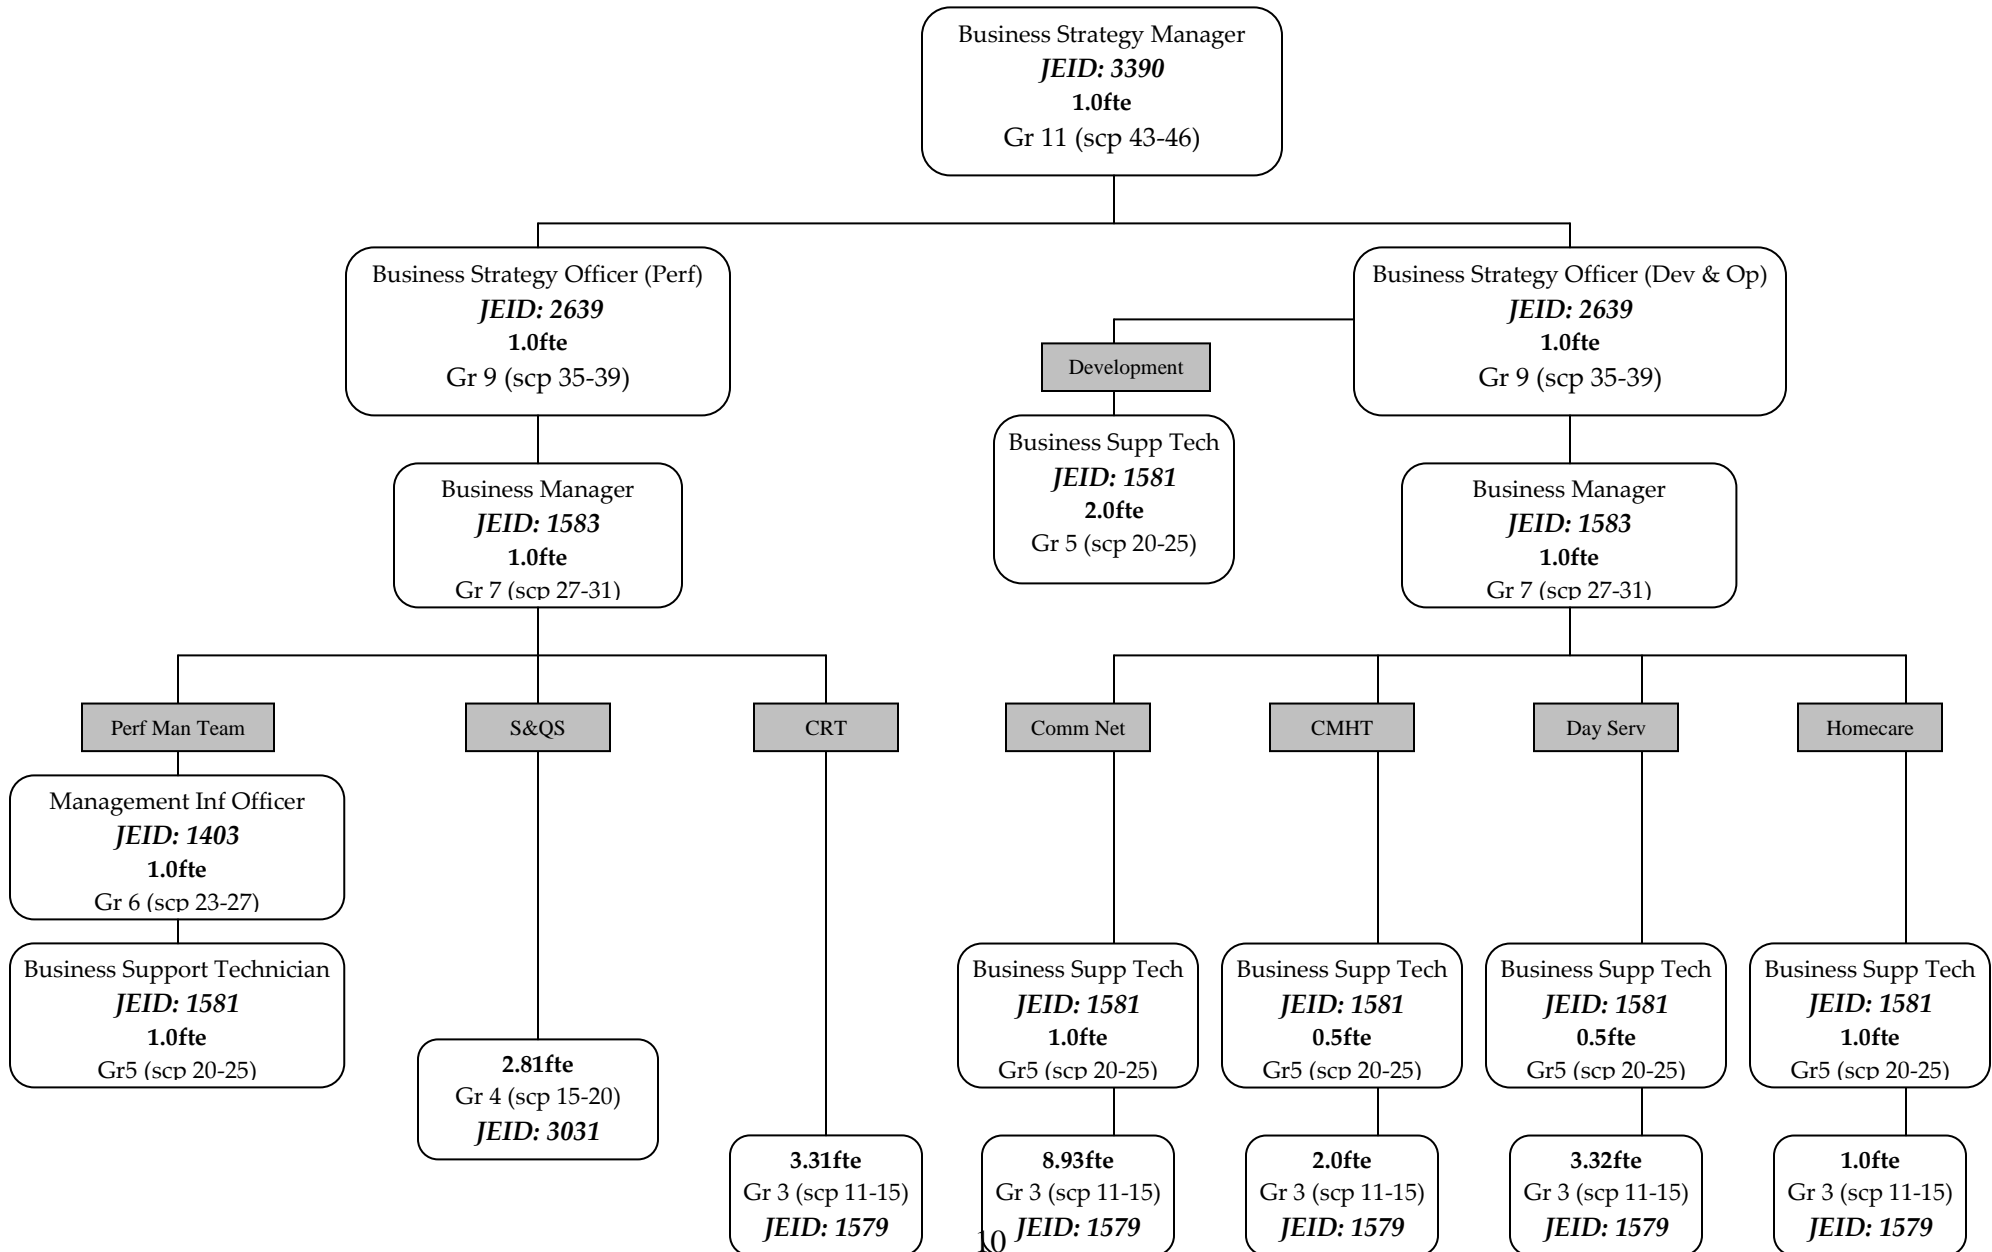 Business Strategy Manager
JEID: 3390
1.0fte
Gr 11 (scp 43-46)
Business Strategy Officer (Perf)
JEID: 2639
1.0fte
Gr 9 (scp 35-39)
Business Strategy Officer (Dev & Op)
JEID: 2639
1.0fte
Gr 9 (scp 35-39)
Development
Business Supp Tech
JEID: 1581
2.0fte
Gr 5 (scp 20-25)
Business Manager
JEID: 1583
1.0fte
Gr 7 (scp 27-31)
Business Manager
JEID: 1583
1.0fte
Gr 7 (scp 27-31)
Perf Man Team
S&QS
CRT
Comm Net
CMHT
Day Serv
Homecare
Management Inf Officer
JEID: 1403
1.0fte
Gr 6 (scp 23-27)
Business Support Technician
JEID: 1581
1.0fte
Gr5 (scp 20-25)
2.81fte
Gr 4 (scp 15-20)
JEID: 3031
3.31fte
Gr 3 (scp 11-15)
JEID: 1579
Business Supp Tech
JEID: 1581
1.0fte
Gr5 (scp 20-25)
8.93fte
Gr 3 (scp 11-15)
JEID: 1579
Business Supp Tech
JEID: 1581
0.5fte
Gr5 (scp 20-25)
2.0fte
Gr 3 (scp 11-15)
JEID: 1579
Business Supp Tech
JEID: 1581
0.5fte
Gr5 (scp 20-25)
3.32fte
Gr 3 (scp 11-15)
JEID: 1579
Business Supp Tech
JEID: 1581
1.0fte
Gr5 (scp 20-25)
1.0fte
Gr 3 (scp 11-15)
JEID: 1579
10